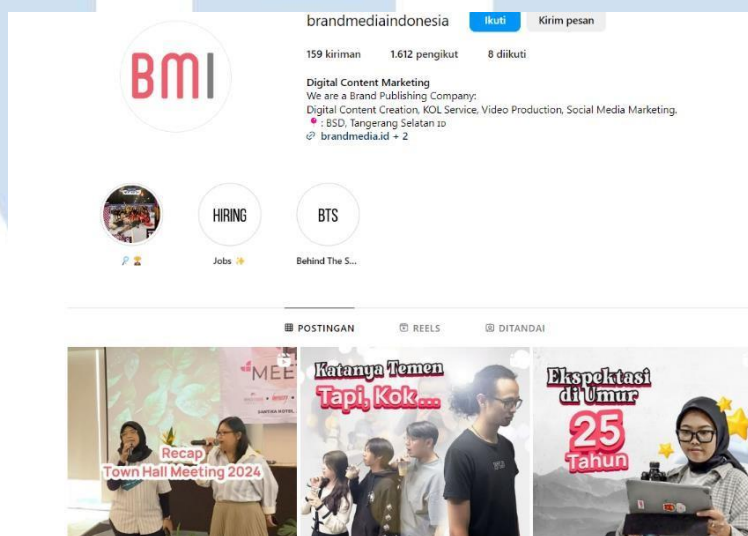 brandmediaindonesia Ikuti Kirim pesan
159 kiriman 1.612 pengikut 8 diikuti
BMI
Digital Content Marketing
We are a Brand Publishing Company:
Digital Content Creation, KOL Service, Video Production, Social Media Marketing.
📍 : BSD, Tangerang Selatan ID
brandmedia.id + 2
HIRING
BTS
Jobs ✨
Behind The S...
POSTINGAN REELS DITANDAI
MEE
Recap
Town Hall Meeting 2024
Katanya Temen
Tapi, Kok...
Ekspektasi
di Umur
25
Tahun